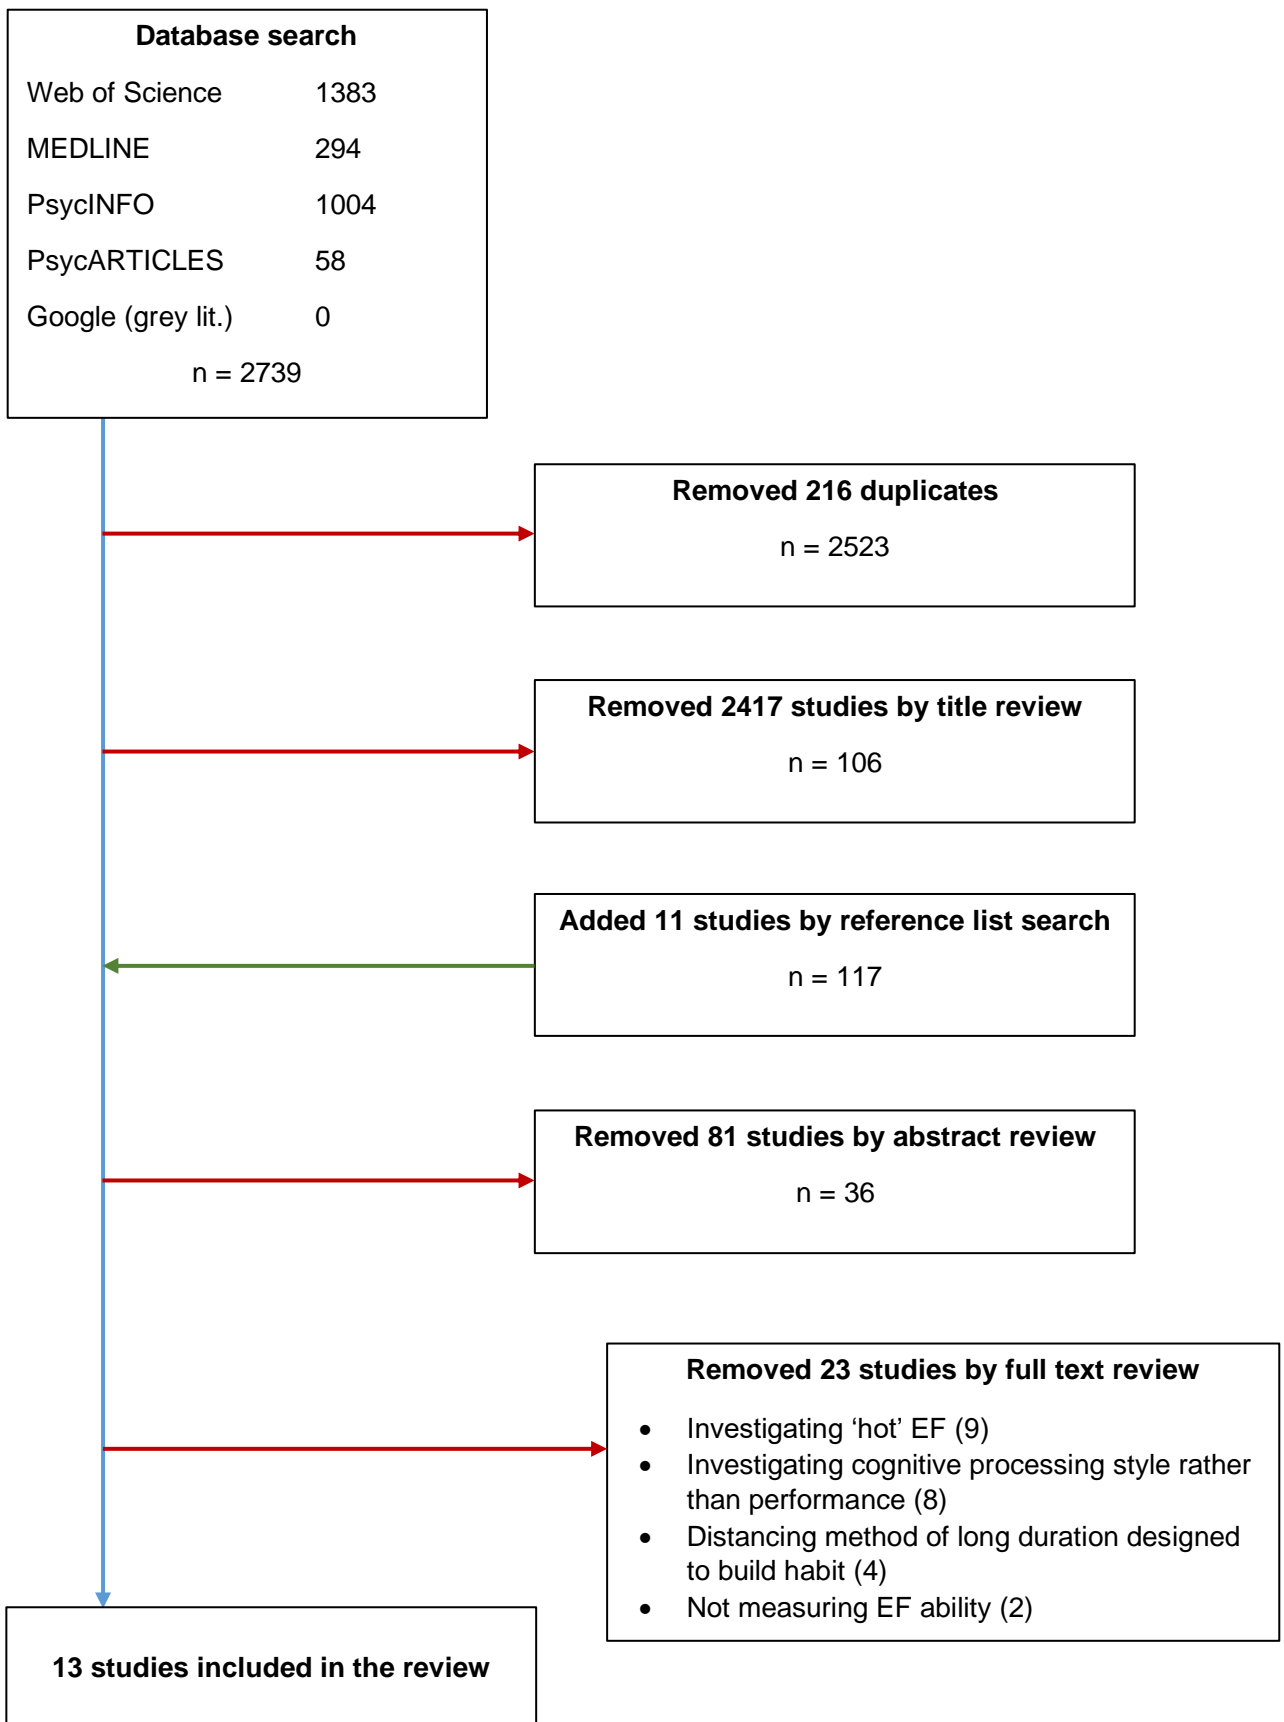 Database search
Web of Science 1383
MEDLINE 294
PsycINFO 1004
PsycARTICLES 58
Google (grey lit.) 0
n = 2739
Removed 216 duplicates
n = 2523
Removed 2417 studies by title review
n = 106
Added 11 studies by reference list search
n = 117
Removed 81 studies by abstract review
n = 36
Removed 23 studies by full text review
• Investigating ‘hot’ EF (9)
• Investigating cognitive processing style rather
than performance (8)
• Distancing method of long duration designed
to build habit (4)
• Not measuring EF ability (2)
13 studies included in the review